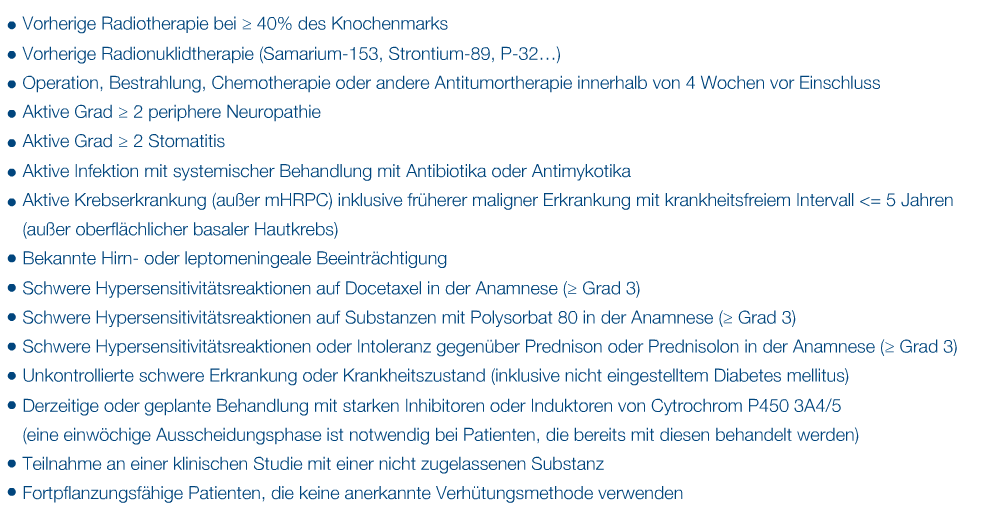 ● Vorherige Radiotherapie bei ≥ 40% des Knochenmarks
● Vorherige Radionuklidtherapie (Samarium-153, Strontium-89, P-32…)
● Operation, Bestrahlung, Chemotherapie oder andere Antitumortherapie innerhalb von 4 Wochen vor Einschluss
● Aktive Grad ≥ 2 periphere Neuropathie
● Aktive Grad ≥ 2 Stomatitis
● Aktive Infektion mit systemischer Behandlung mit Antibiotika oder Antimykotika
● Aktive Krebserkrankung (außer mHRPC) inklusive früherer maligner Erkrankung mit krankheitsfreiem Intervall <= 5 Jahren
(außer oberflächlicher basaler Hautkrebs)
● Bekannte Hirn- oder leptomeningeale Beeinträchtigung
● Schwere Hypersensitivitätsreaktionen auf Docetaxel in der Anamnese (≥ Grad 3)
● Schwere Hypersensitivitätsreaktionen auf Substanzen mit Polysorbat 80 in der Anamnese (≥ Grad 3)
● Schwere Hypersensitivitätsreaktionen oder Intoleranz gegenüber Prednison oder Prednisolon in der Anamnese (≥ Grad 3)
● Unkontrollierte schwere Erkrankung oder Krankheitszustand (inklusive nicht eingestelltem Diabetes mellitus)
● Derzeitige oder geplante Behandlung mit starken Inhibitoren oder Induktoren von Cytrochrom P450 3A4/5
(eine einwöchige Ausscheidungsphase ist notwendig bei Patienten, die bereits mit diesen behandelt werden)
● Teilnahme an einer klinischen Studie mit einer nicht zugelassenen Substanz
● Fortpflanzungsfähige Patienten, die keine anerkannte Verhütungsmethode verwenden